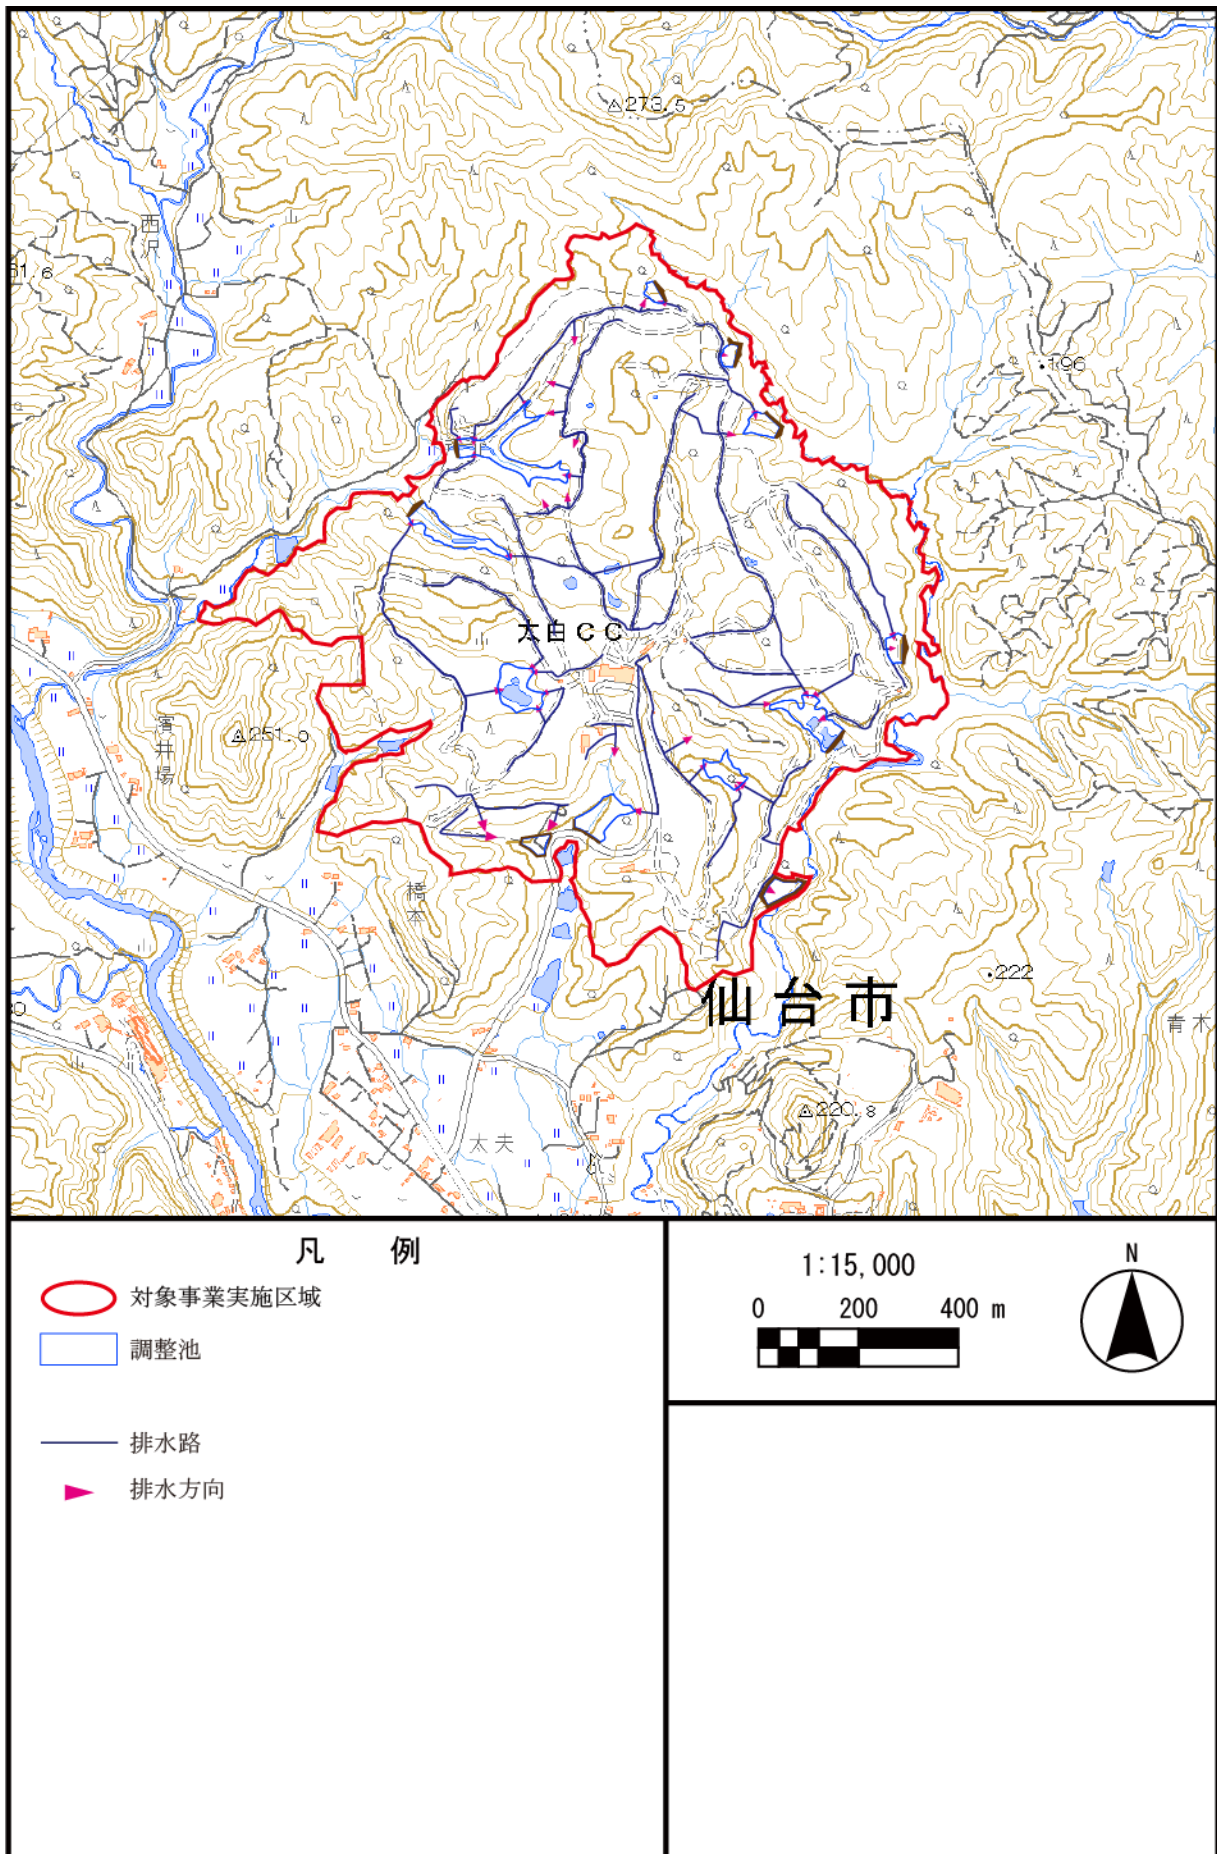 273.5
西沢
196
太白CC
251.0
賓井場
橋本
222
仙台市
青木
220.8
太夫
凡 例
対象事業実施区域
調整池
排水路
排水方向
1:15,000
0 200 400 m
N